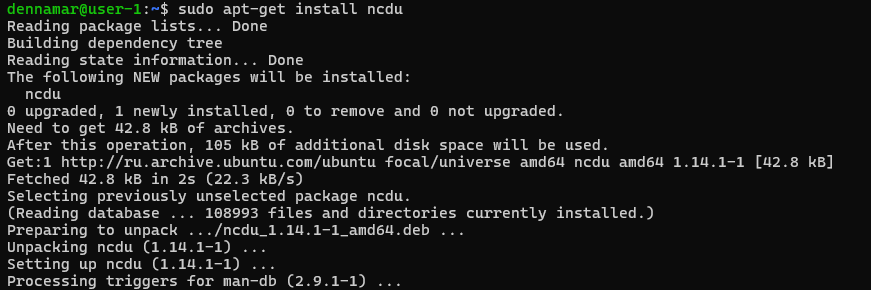 dennamar@user-1:~$ sudo apt-get install ncdu
Reading package lists... Done
Building dependency tree
Reading state information... Done
The following NEW packages will be installed:
  ncdu
0 upgraded, 1 newly installed, 0 to remove and 0 not upgraded.
Need to get 42.8 kB of archives.
After this operation, 105 kB of additional disk space will be used.
Get:1 http://ru.archive.ubuntu.com/ubuntu focal/universe amd64 ncdu amd64 1.14.1-1 [42.8 kB]
Fetched 42.8 kB in 2s (22.3 kB/s)
Selecting previously unselected package ncdu.
(Reading database ... 108993 files and directories currently installed.)
Preparing to unpack .../ncdu_1.14.1-1_amd64.deb ...
Unpacking ncdu (1.14.1-1) ...
Setting up ncdu (1.14.1-1) ...
Processing triggers for man-db (2.9.1-1) ...